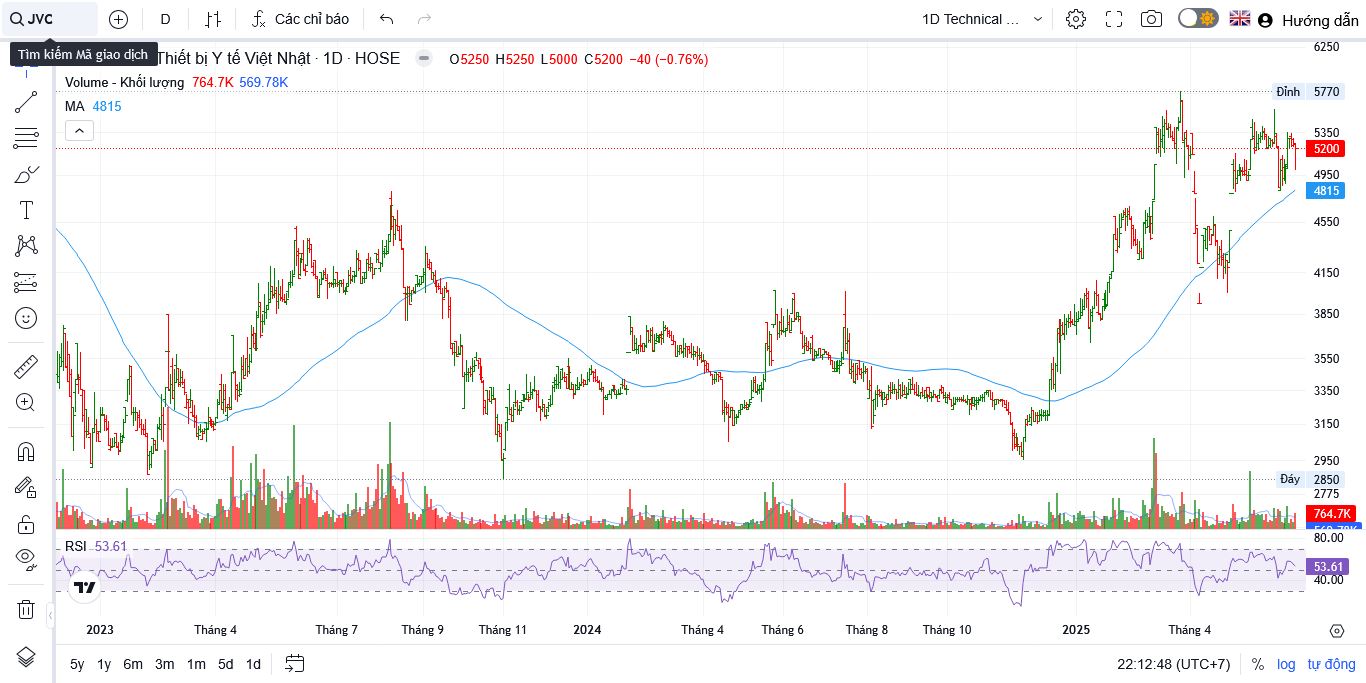 JVC
D
Các chỉ báo
1D Technical ...
Hướng dẫn
Tìm kiếm Mã giao dịch
Thiết bị Y tế Việt Nhật · 1D · HOSE
O5250 H5250 L5000 C5200 −40 (−0.76%)
Volume - Khối lượng 764.7K 569.78K
MA 4815
6250
Đỉnh 5770
5350
5200
4950
4815
4550
4150
3850
3550
3350
3150
2950
Đáy 2850
2775
764.7K
569.78K
RSI 53.61
80.00
53.61
40.00
2023 Tháng 4 Tháng 7 Tháng 9 Tháng 11 2024 Tháng 4 Tháng 6 Tháng 8 Tháng 10 2025 Tháng 4
5y 1y 6m 3m 1m 5d 1d
22:12:48 (UTC+7) % log tự động